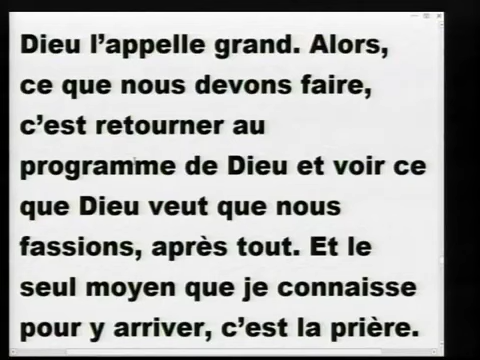 Dieu l’appelle grand. Alors,
ce que nous devons faire,
c’est retourner au
programme de Dieu et voir ce
que Dieu veut que nous
fassions, après tout. Et le
seul moyen que je connaisse
pour y arriver, c’est la prière.